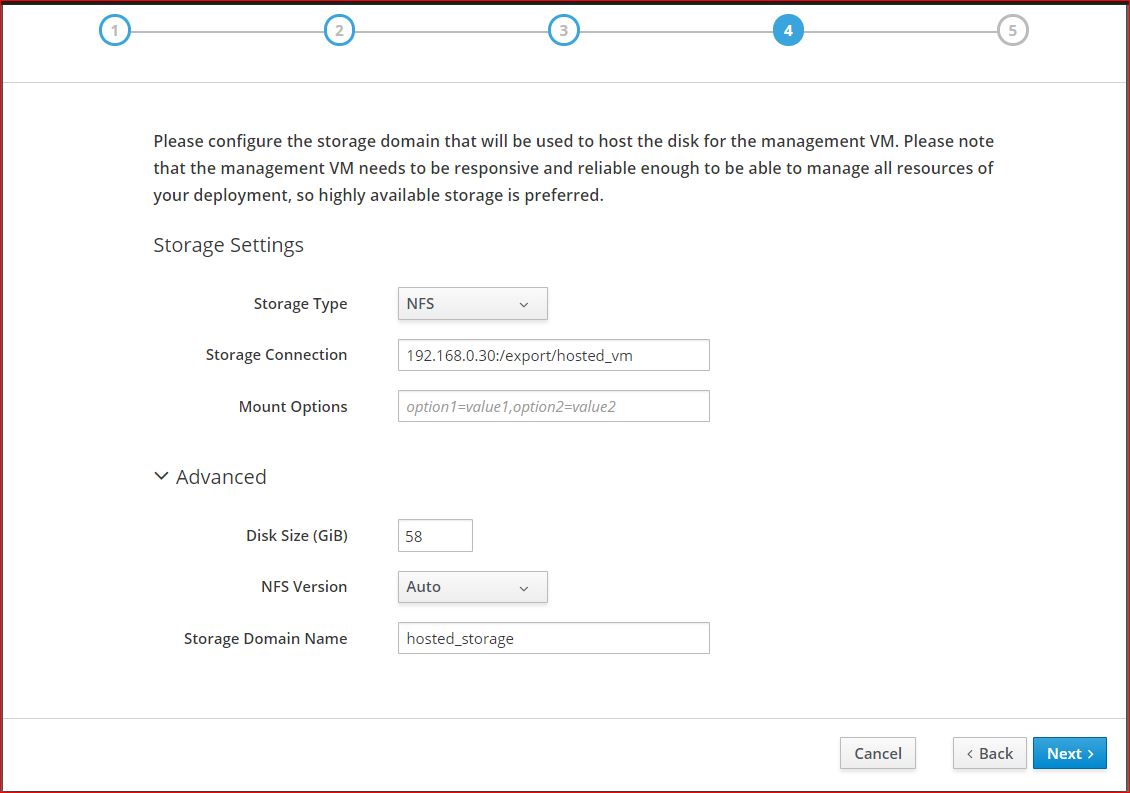 1 2 3 4 5
Please configure the storage domain that will be used to host the disk for the management VM. Please note
that the management VM needs to be responsive and reliable enough to be able to manage all resources of
your deployment, so highly available storage is preferred.
Storage Settings
Storage Type NFS
Storage Connection 192.168.0.30:/export/hosted_vm
Mount Options option1=value1,option2=value2
Advanced
Disk Size (GiB) 58
NFS Version Auto
Storage Domain Name hosted_storage
Cancel < Back Next >